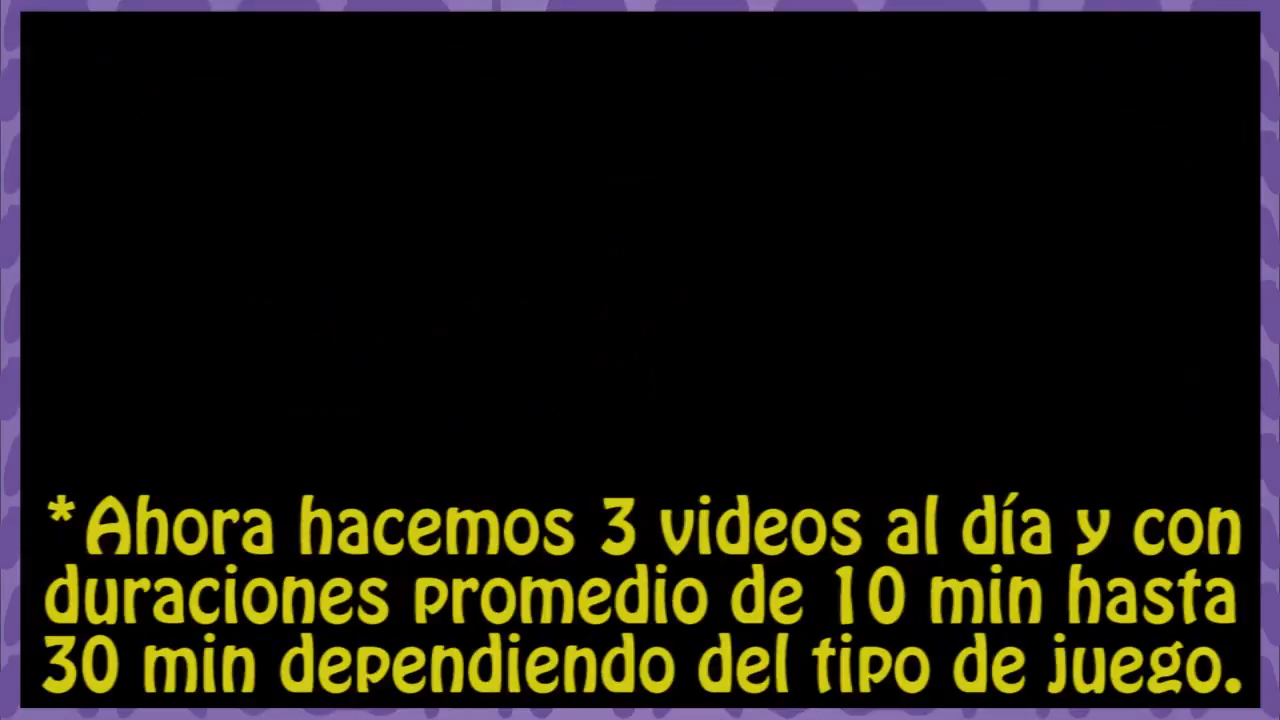 *Ahora hacemos 3 videos al día y con
duraciones promedio de 10 min hasta
30 min dependiendo del tipo de juego.